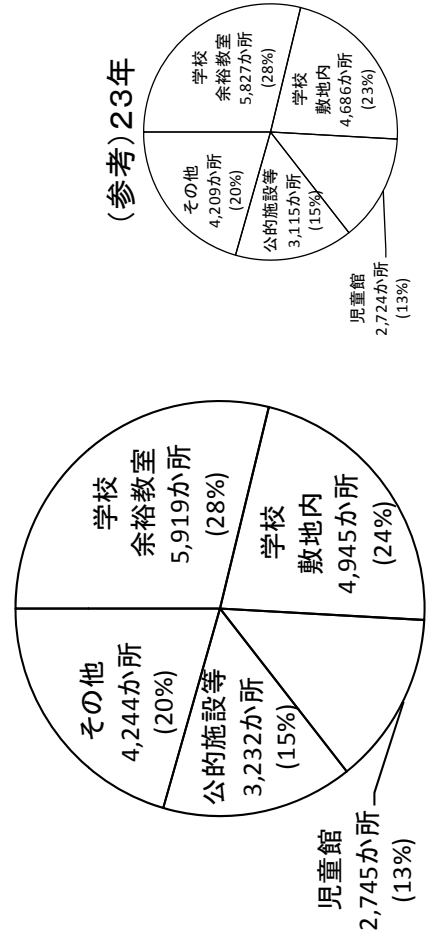 学校
余裕教室
5,919か所
(28%)
学校
敷地内
4,945か所
(24%)
児童館
2,745か所
(13%)
公的施設等
3,232か所
(15%)
その他
4,244か所
(20%)
(参考)23年
学校
余裕教室
5,827か所
(28%)
学校
敷地内
4,686か所
(23%)
児童館
2,724か所
(13%)
公的施設等
3,115か所
(15%)
その他
4,209か所
(20%)